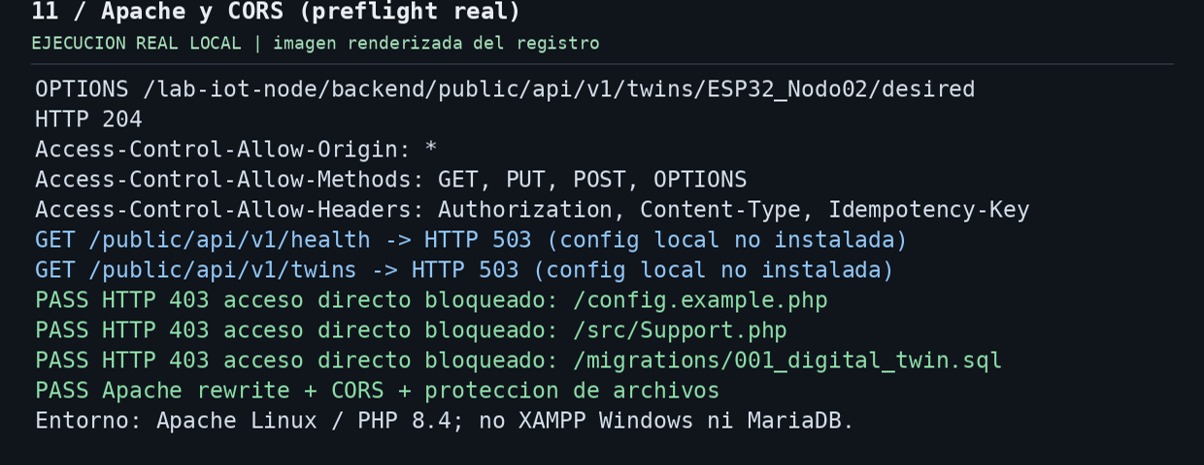 11 / Apache y CORS (preflight real)
EJECUCION REAL LOCAL | imagen renderizada del registro
OPTIONS /lab-iot-node/backend/public/api/v1/twins/ESP32_Nodo02/desired
HTTP 204
Access-Control-Allow-Origin: *
Access-Control-Allow-Methods: GET, PUT, POST, OPTIONS
Access-Control-Allow-Headers: Authorization, Content-Type, Idempotency-Key
GET /public/api/v1/health -> HTTP 503 (config local no instalada)
GET /public/api/v1/twins -> HTTP 503 (config local no instalada)
PASS HTTP 403 acceso directo bloqueado: /config.example.php
PASS HTTP 403 acceso directo bloqueado: /src/Support.php
PASS HTTP 403 acceso directo bloqueado: /migrations/001_digital_twin.sql
PASS Apache rewrite + CORS + proteccion de archivos
Entorno: Apache Linux / PHP 8.4; no XAMPP Windows ni MariaDB.